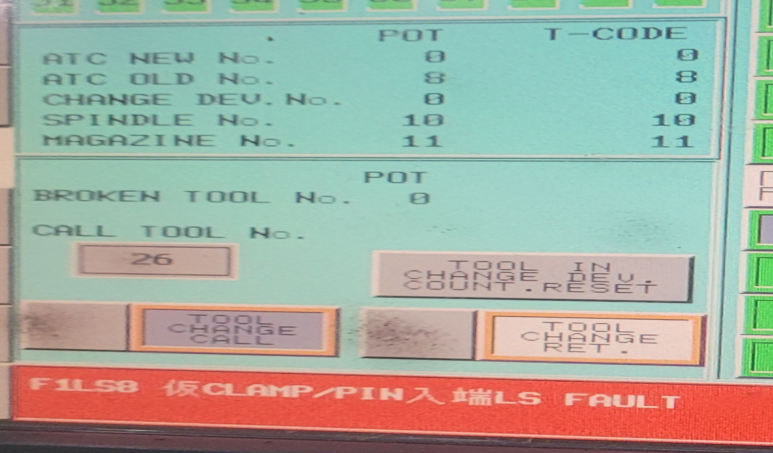 POT T-CODE
ATC NEW No. 0 0
ATC OLD No. 8 8
CHANGE DEV.No. 0 0
SPINDLE No. 10 10
MAGAZINE No. 11 11
POT
BROKEN TOOL No. 0
CALL TOOL No.
26
TOOL IN
CHANGE DEV.
COUNT.RESET
TOOL
CHANGE
CALL
TOOL
CHANGE
RET.
F1LS8 仮CLAMP/PIN入端LS FAULT